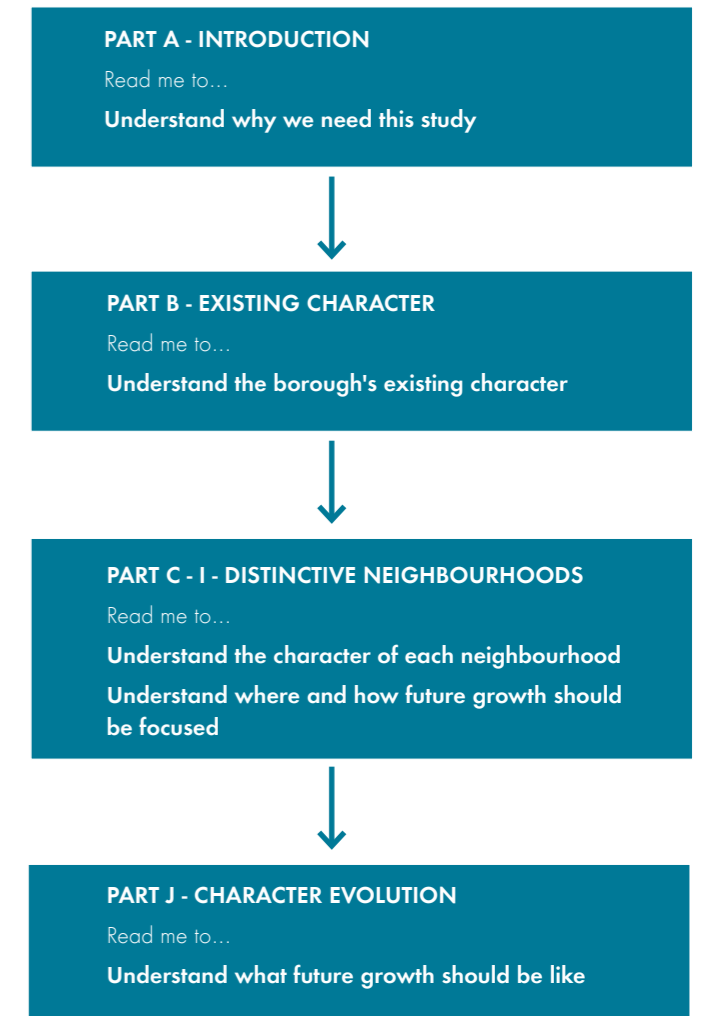 PART A - INTRODUCTION
Read me to...
Understand why we need this study
PART B - EXISTING CHARACTER
Read me to...
Understand the borough's existing character
PART C - I - DISTINCTIVE NEIGHBOURHOODS
Read me to...
Understand the character of each neighbourhood
Understand where and how future growth should
be focused
PART J - CHARACTER EVOLUTION
Read me to...
Understand what future growth should be like